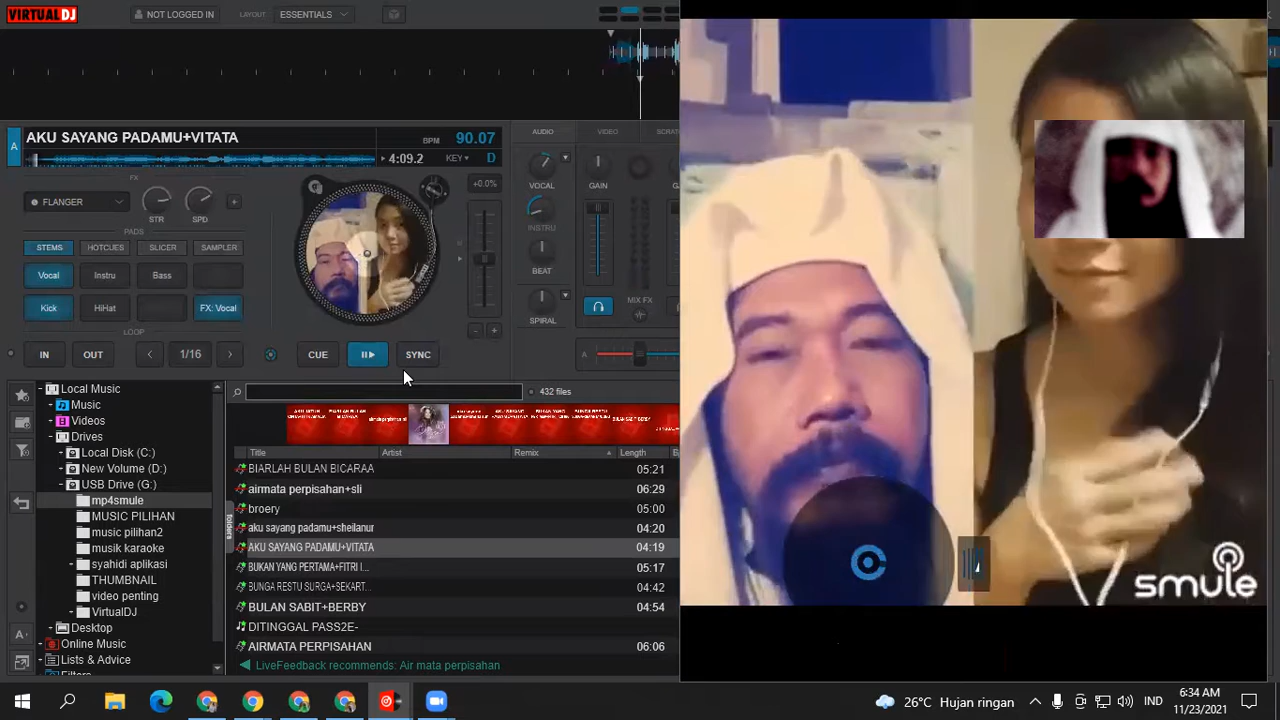 VIRTUAL DJ
NOT LOGGED IN
LAYOUT
ESSENTIALS
A
AKU SAYANG PADAMU+VITATA
BPM
90.07
4:09.2
KEY
D
FX
FLANGER
STR
SPD
PADS
STEMS
HOTCUES
SLICER
SAMPLER
Vocal
Instru
Bass
Kick
HiHat
FX: Vocal
LOOP
IN
OUT
1/16
CUE
SYNC
+0.0%
AUDIO
VIDEO
SCRATC
VOCAL
INSTRU
BEAT
SPIRAL
GAIN
MIX FX
A
smule
Local Music
Music
Videos
Drives
Local Disk (C:)
New Volume (D:)
USB Drive (G:)
mp4smule
MUSIC PILIHAN
music pilihan2
musik karaoke
syahidi aplikasi
THUMBNAIL
video penting
VirtualDJ
Desktop
Online Music
Lists & Advice
folders
432 files
Title
Artist
Remix
Length
BIARLAH BULAN BICARAA
05:21
airmata perpisahan+sli
06:29
broery
05:00
aku sayang padamu+sheilanur
04:20
AKU SAYANG PADAMU+VITATA
04:19
BUKAN YANG PERTAMA+FITRI I...
05:17
BUNGA RESTU SURGA+SEKART...
04:42
BULAN SABIT+BERBY
04:54
DITINGGAL PASS2E-
AIRMATA PERPISAHAN
06:06
LiveFeedback recommends: Air mata perpisahan
26°C
Hujan ringan
IND
6:34 AM
11/23/2021